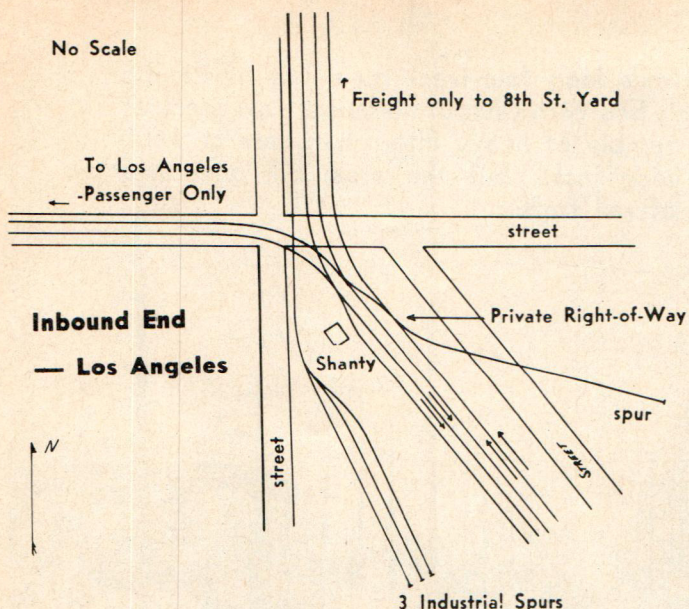 No Scale
Freight only to 8th St. Yard
To Los Angeles
-Passenger Only
street
Inbound End
— Los Angeles
Private Right-of-Way
Shanty
spur
N
street
STREET
3 Industrial Spurs